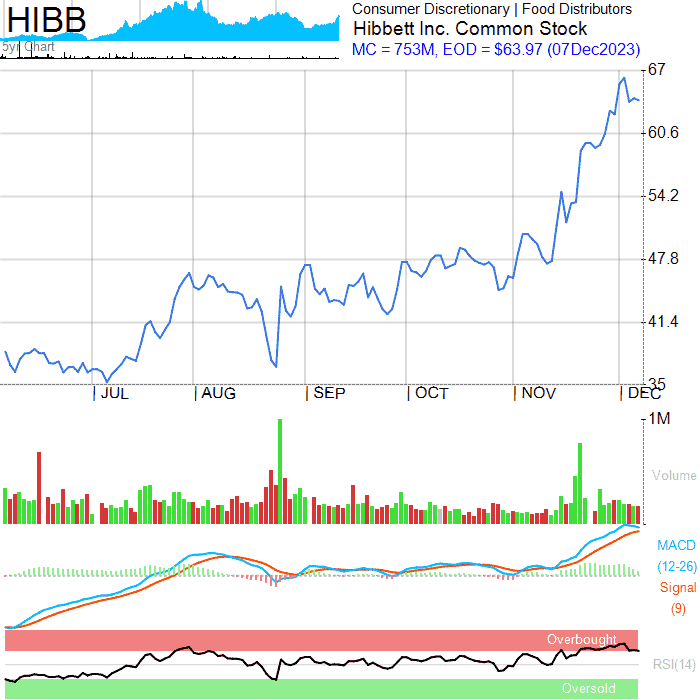 HIBB
5yr Chart
Consumer Discretionary | Food Distributors
Hibbett Inc. Common Stock
MC = 753M, EOD = $63.97 (07Dec2023)
67
60.6
54.2
47.8
41.4
35
JUL
AUG
SEP
OCT
NOV
DEC
1M
Volume
MACD
(12-26)
Signal
(9)
Overbought
RSI(14)
Oversold